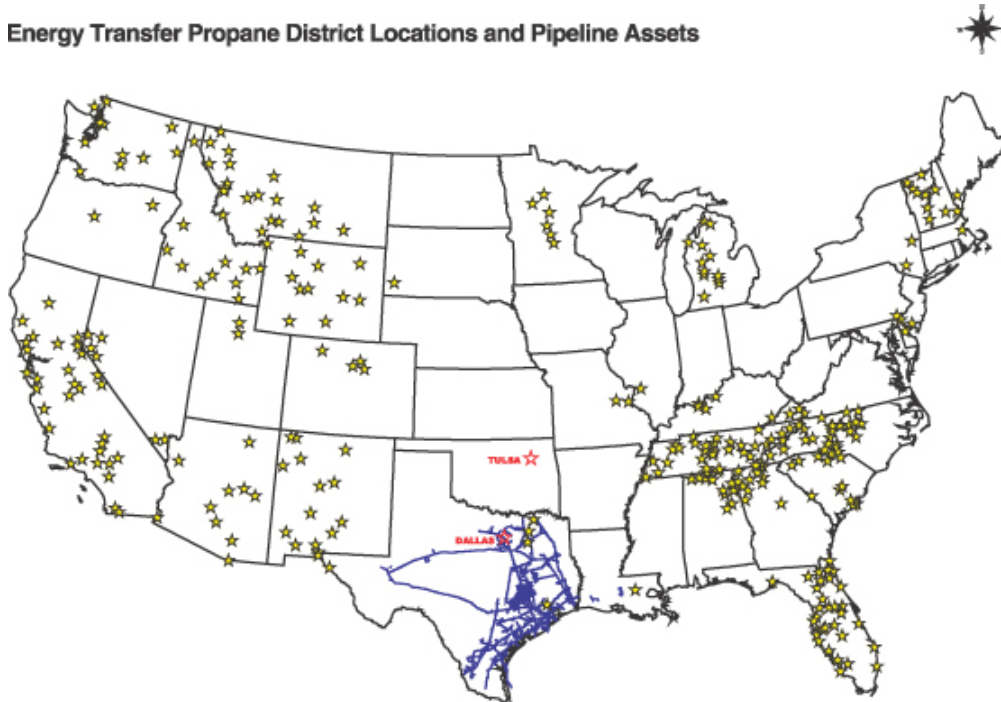 Energy Transfer Propane District Locations and Pipeline Assets
TULSA
DALLAS